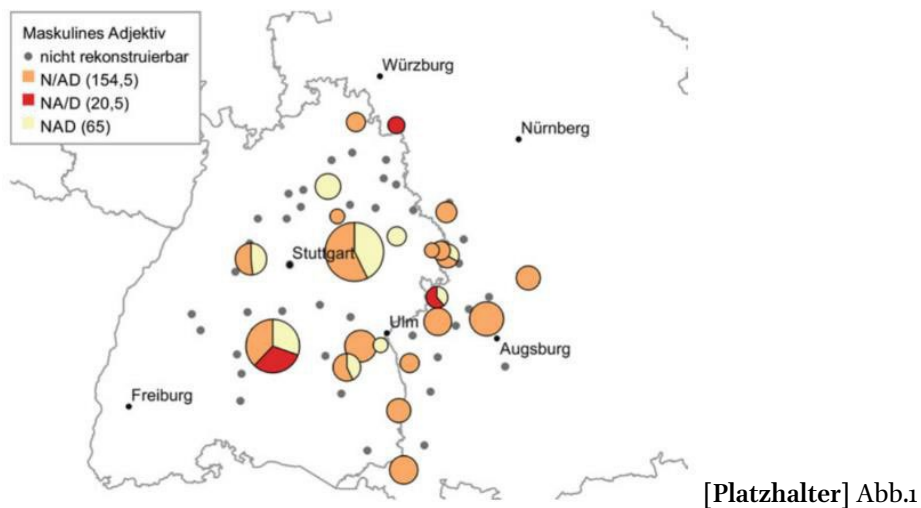 Maskulines Adjektiv
nicht rekonstruierbar
N/AD (154,5)
NA/D (20,5)
NAD (65)
Würzburg
Nürnberg
Stuttgart
Ulm
Augsburg
Freiburg
[Platzhalter] Abb.1